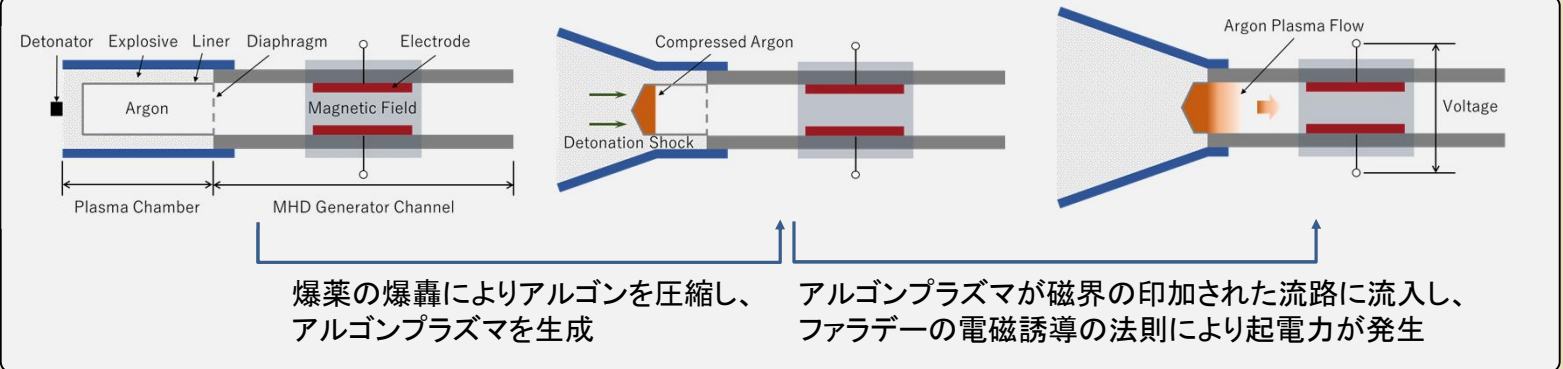 Detonator
Explosive
Liner
Diaphragm
Electrode
Argon
Magnetic Field
Plasma Chamber
MHD Generator Channel
Compressed Argon
Detonation Shock
Argon Plasma Flow
Voltage
爆薬の爆轟によりアルゴンを圧縮し、
アルゴンプラズマを生成
アルゴンプラズマが磁界の印加された流路に流入し、
ファラデーの電磁誘導の法則により起電力が発生